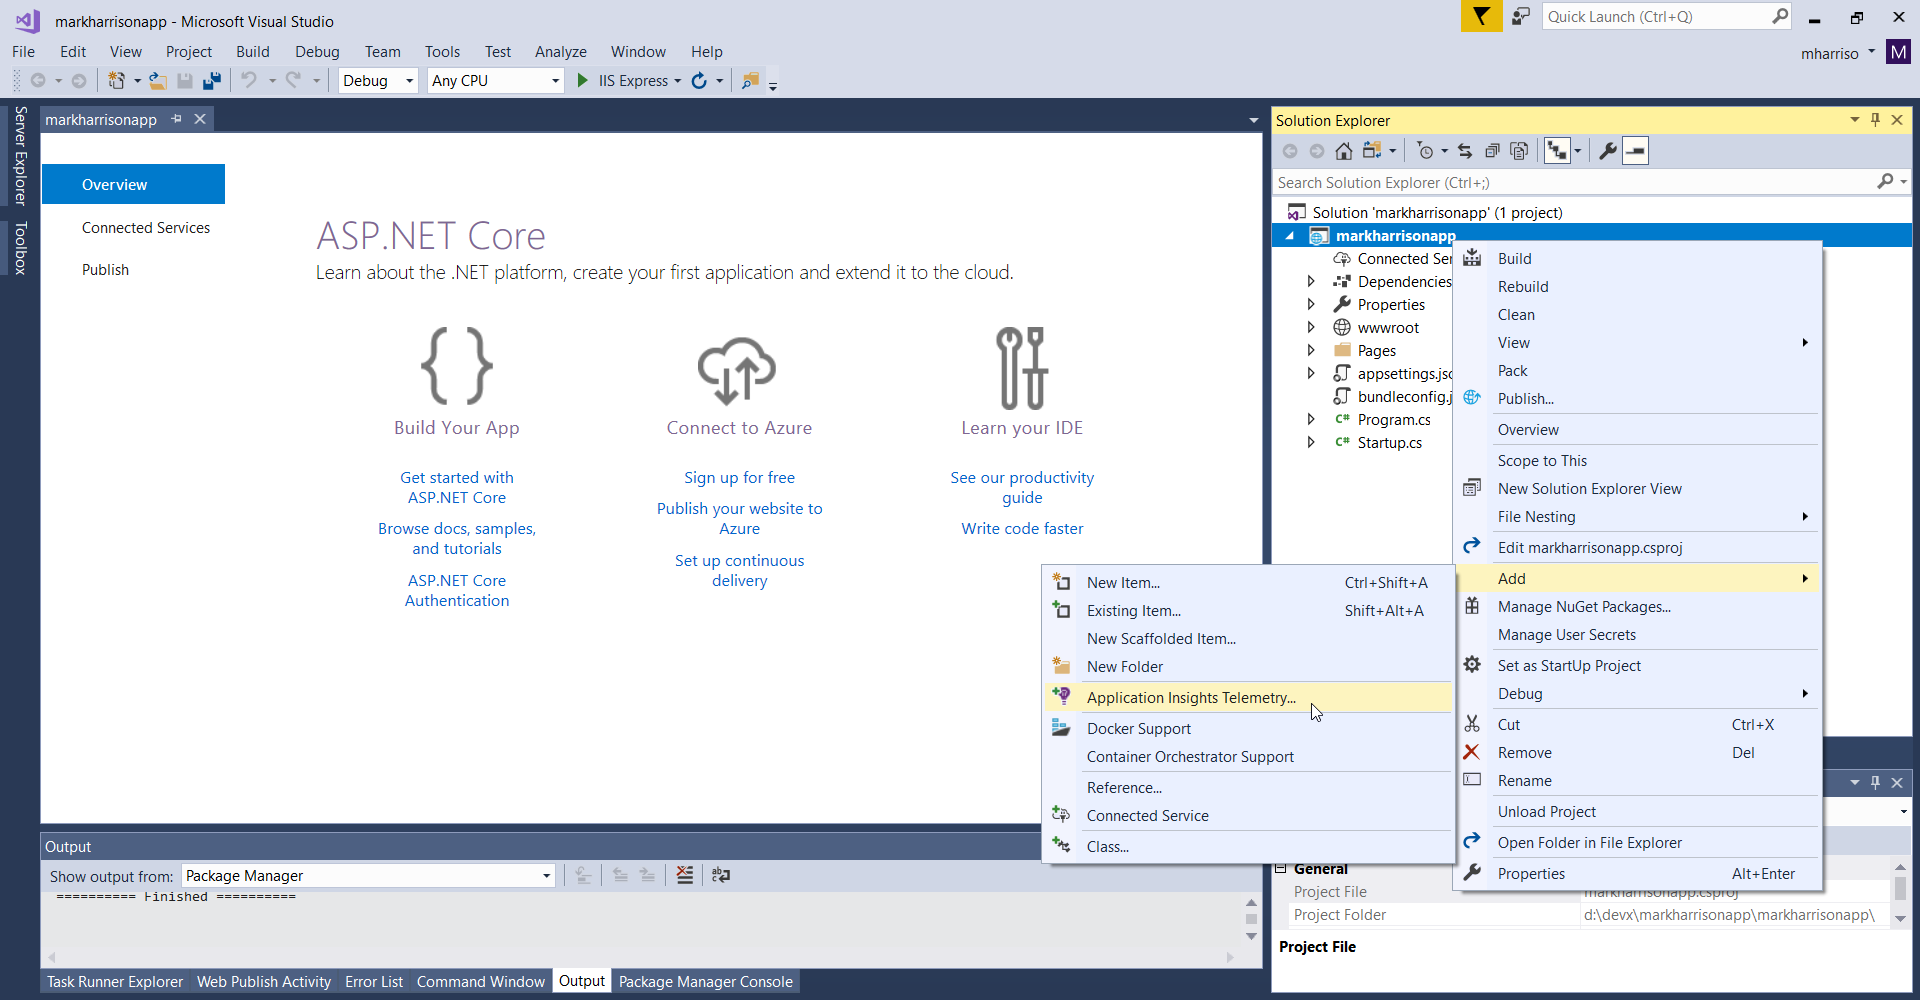 markharrisonapp - Microsoft Visual Studio
Quick Launch (Ctrl+Q)
File Edit View Project Build Debug Team Tools Test Analyze Window Help
mharriso M
Debug Any CPU IIS Express
Server Explorer
Toolbox
markharrisonapp
Overview
Connected Services
Publish
ASP.NET Core
Learn about the .NET platform, create your first application and extend it to the cloud.
Build Your App
Get started with
ASP.NET Core
Browse docs, samples,
and tutorials
ASP.NET Core
Authentication
Connect to Azure
Sign up for free
Publish your website to
Azure
Set up continuous
delivery
Learn your IDE
See our productivity
guide
Write code faster
Solution Explorer
Search Solution Explorer (Ctrl+;)
Solution 'markharrisonapp' (1 project)
markharrisonapp
Connected Ser
Dependencies
Properties
wwwroot
Pages
appsettings.jsc
bundleconfig.j
C# Program.cs
C# Startup.cs
Build
Rebuild
Clean
View
Pack
Publish...
Overview
Scope to This
New Solution Explorer View
File Nesting
Edit markharrisonapp.csproj
Add
Manage NuGet Packages...
Manage User Secrets
Set as StartUp Project
Debug
Cut Ctrl+X
Remove Del
Rename
Unload Project
Open Folder in File Explorer
Properties Alt+Enter
New Item... Ctrl+Shift+A
Existing Item... Shift+Alt+A
New Scaffolded Item...
New Folder
Application Insights Telemetry...
Docker Support
Container Orchestrator Support
Reference...
Connected Service
Class...
Output
Show output from: Package Manager
========== Finished ==========
General
Project File markharrisonapp.csproj
Project Folder d:\devx\markharrisonapp\markharrisonapp\
Project File
Task Runner Explorer Web Publish Activity Error List Command Window Output Package Manager Console